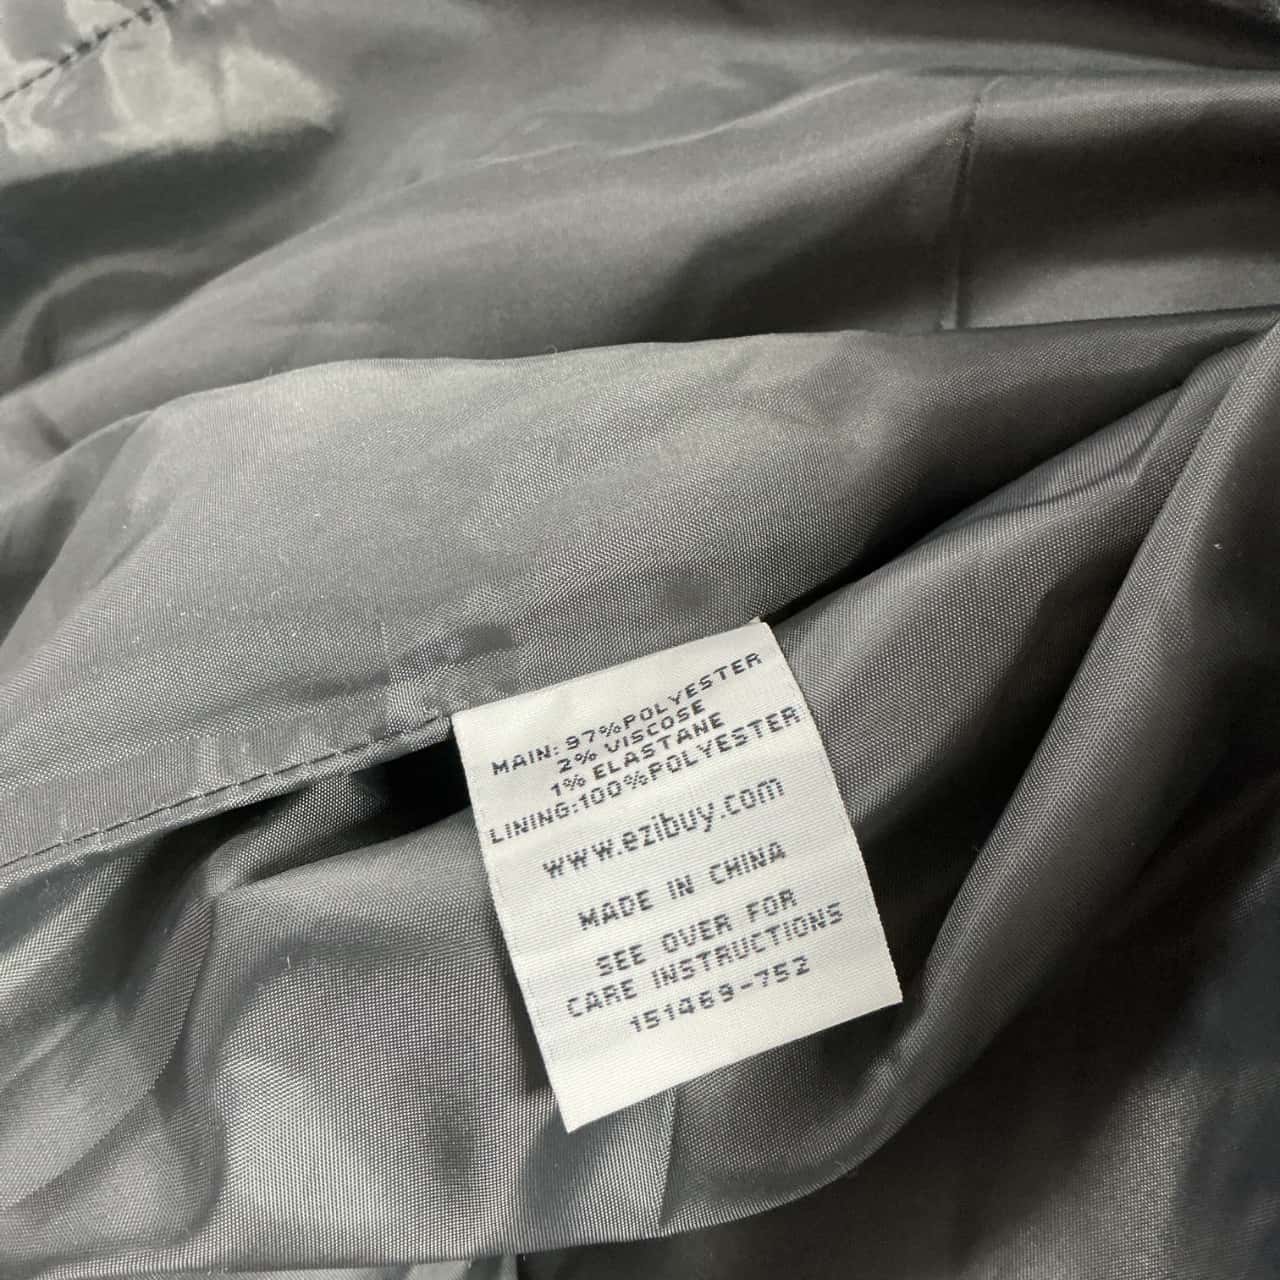 MAIN: 97%POLYESTER
2% VISCOSE
1% ELASTANE
LINING:100%POLYESTER
www.ezibuy.com
MADE IN CHINA
SEE OVER FOR
CARE INSTRUCTIONS
151469-752